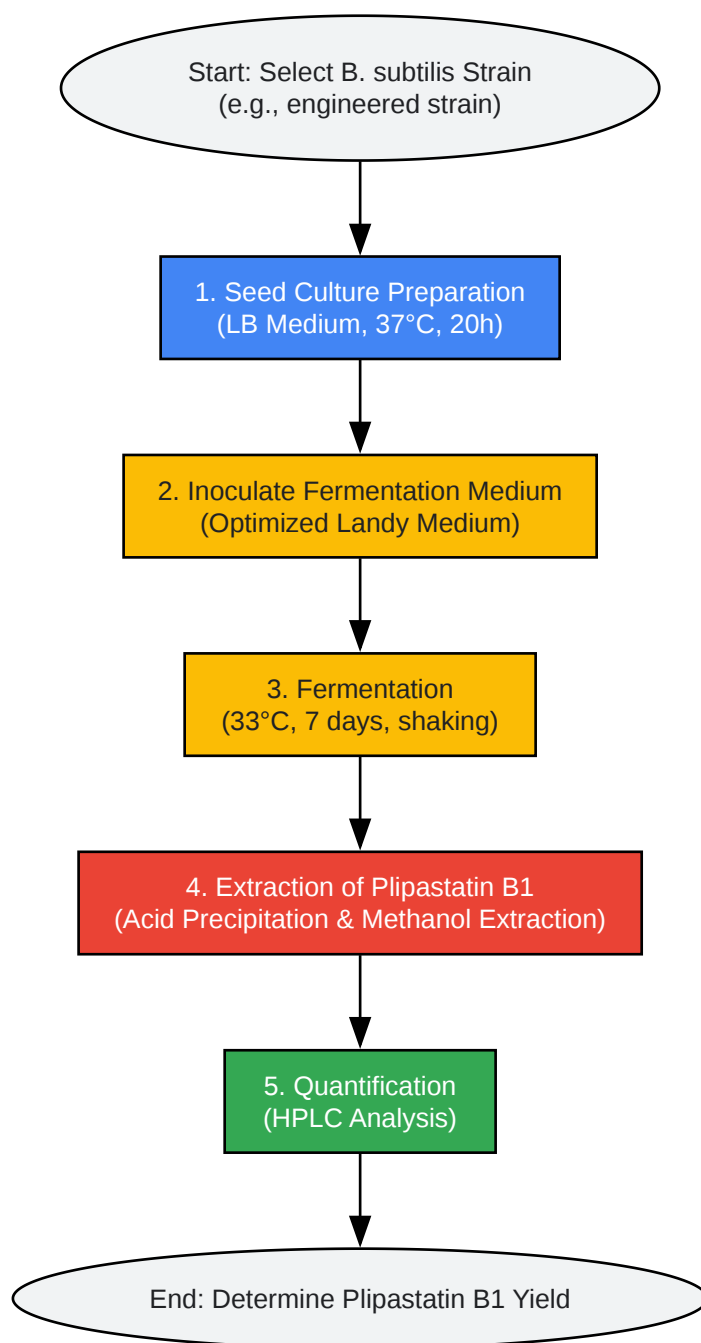 Start: Select B. subtilis Strain
(e.g., engineered strain)
1. Seed Culture Preparation
(LB Medium, 37°C, 20h)
2. Inoculate Fermentation Medium
(Optimized Landy Medium)
3. Fermentation
(33°C, 7 days, shaking)
4. Extraction of Plipastatin B1
(Acid Precipitation & Methanol Extraction)
5. Quantification
(HPLC Analysis)
End: Determine Plipastatin B1 Yield